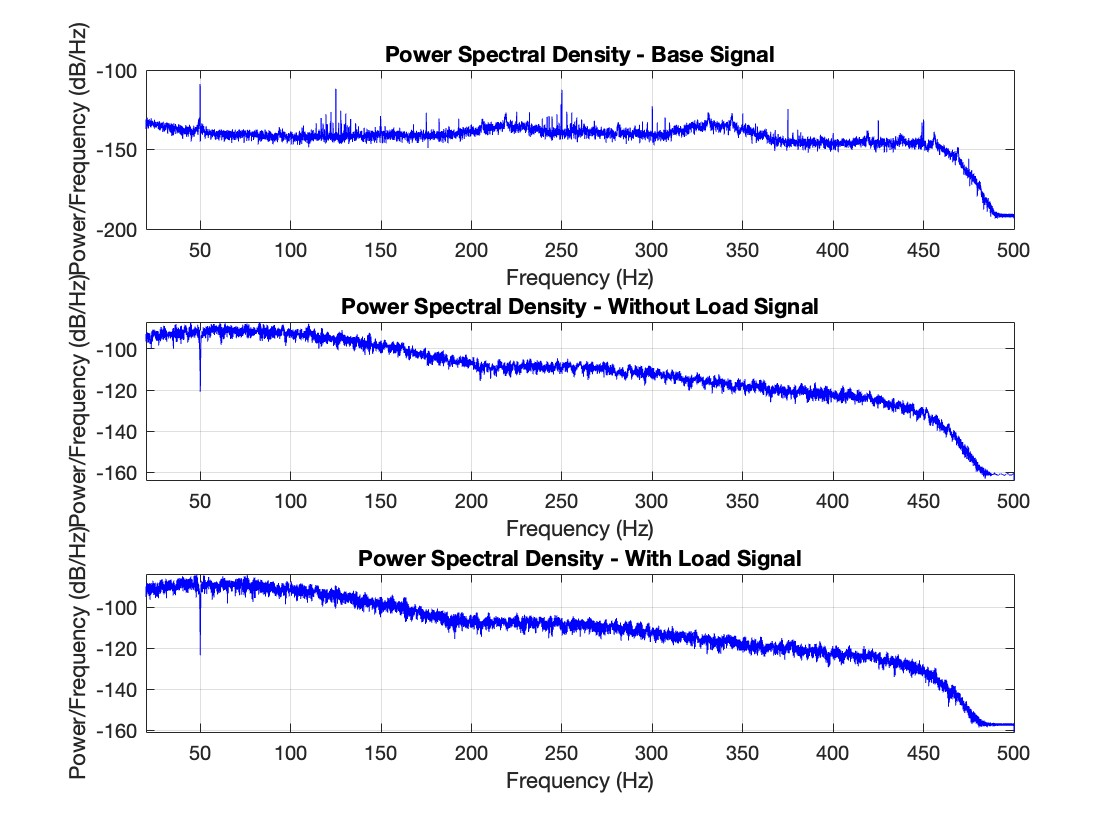 Power Spectral Density - Base Signal
Power/Frequency (dB/Hz)
-100
-150
-200
50 100 150 200 250 300 350 400 450 500
Frequency (Hz)
Power Spectral Density - Without Load Signal
Power/Frequency (dB/Hz)
-100
-120
-140
-160
50 100 150 200 250 300 350 400 450 500
Frequency (Hz)
Power Spectral Density - With Load Signal
Power/Frequency (dB/Hz)
-100
-120
-140
-160
50 100 150 200 250 300 350 400 450 500
Frequency (Hz)